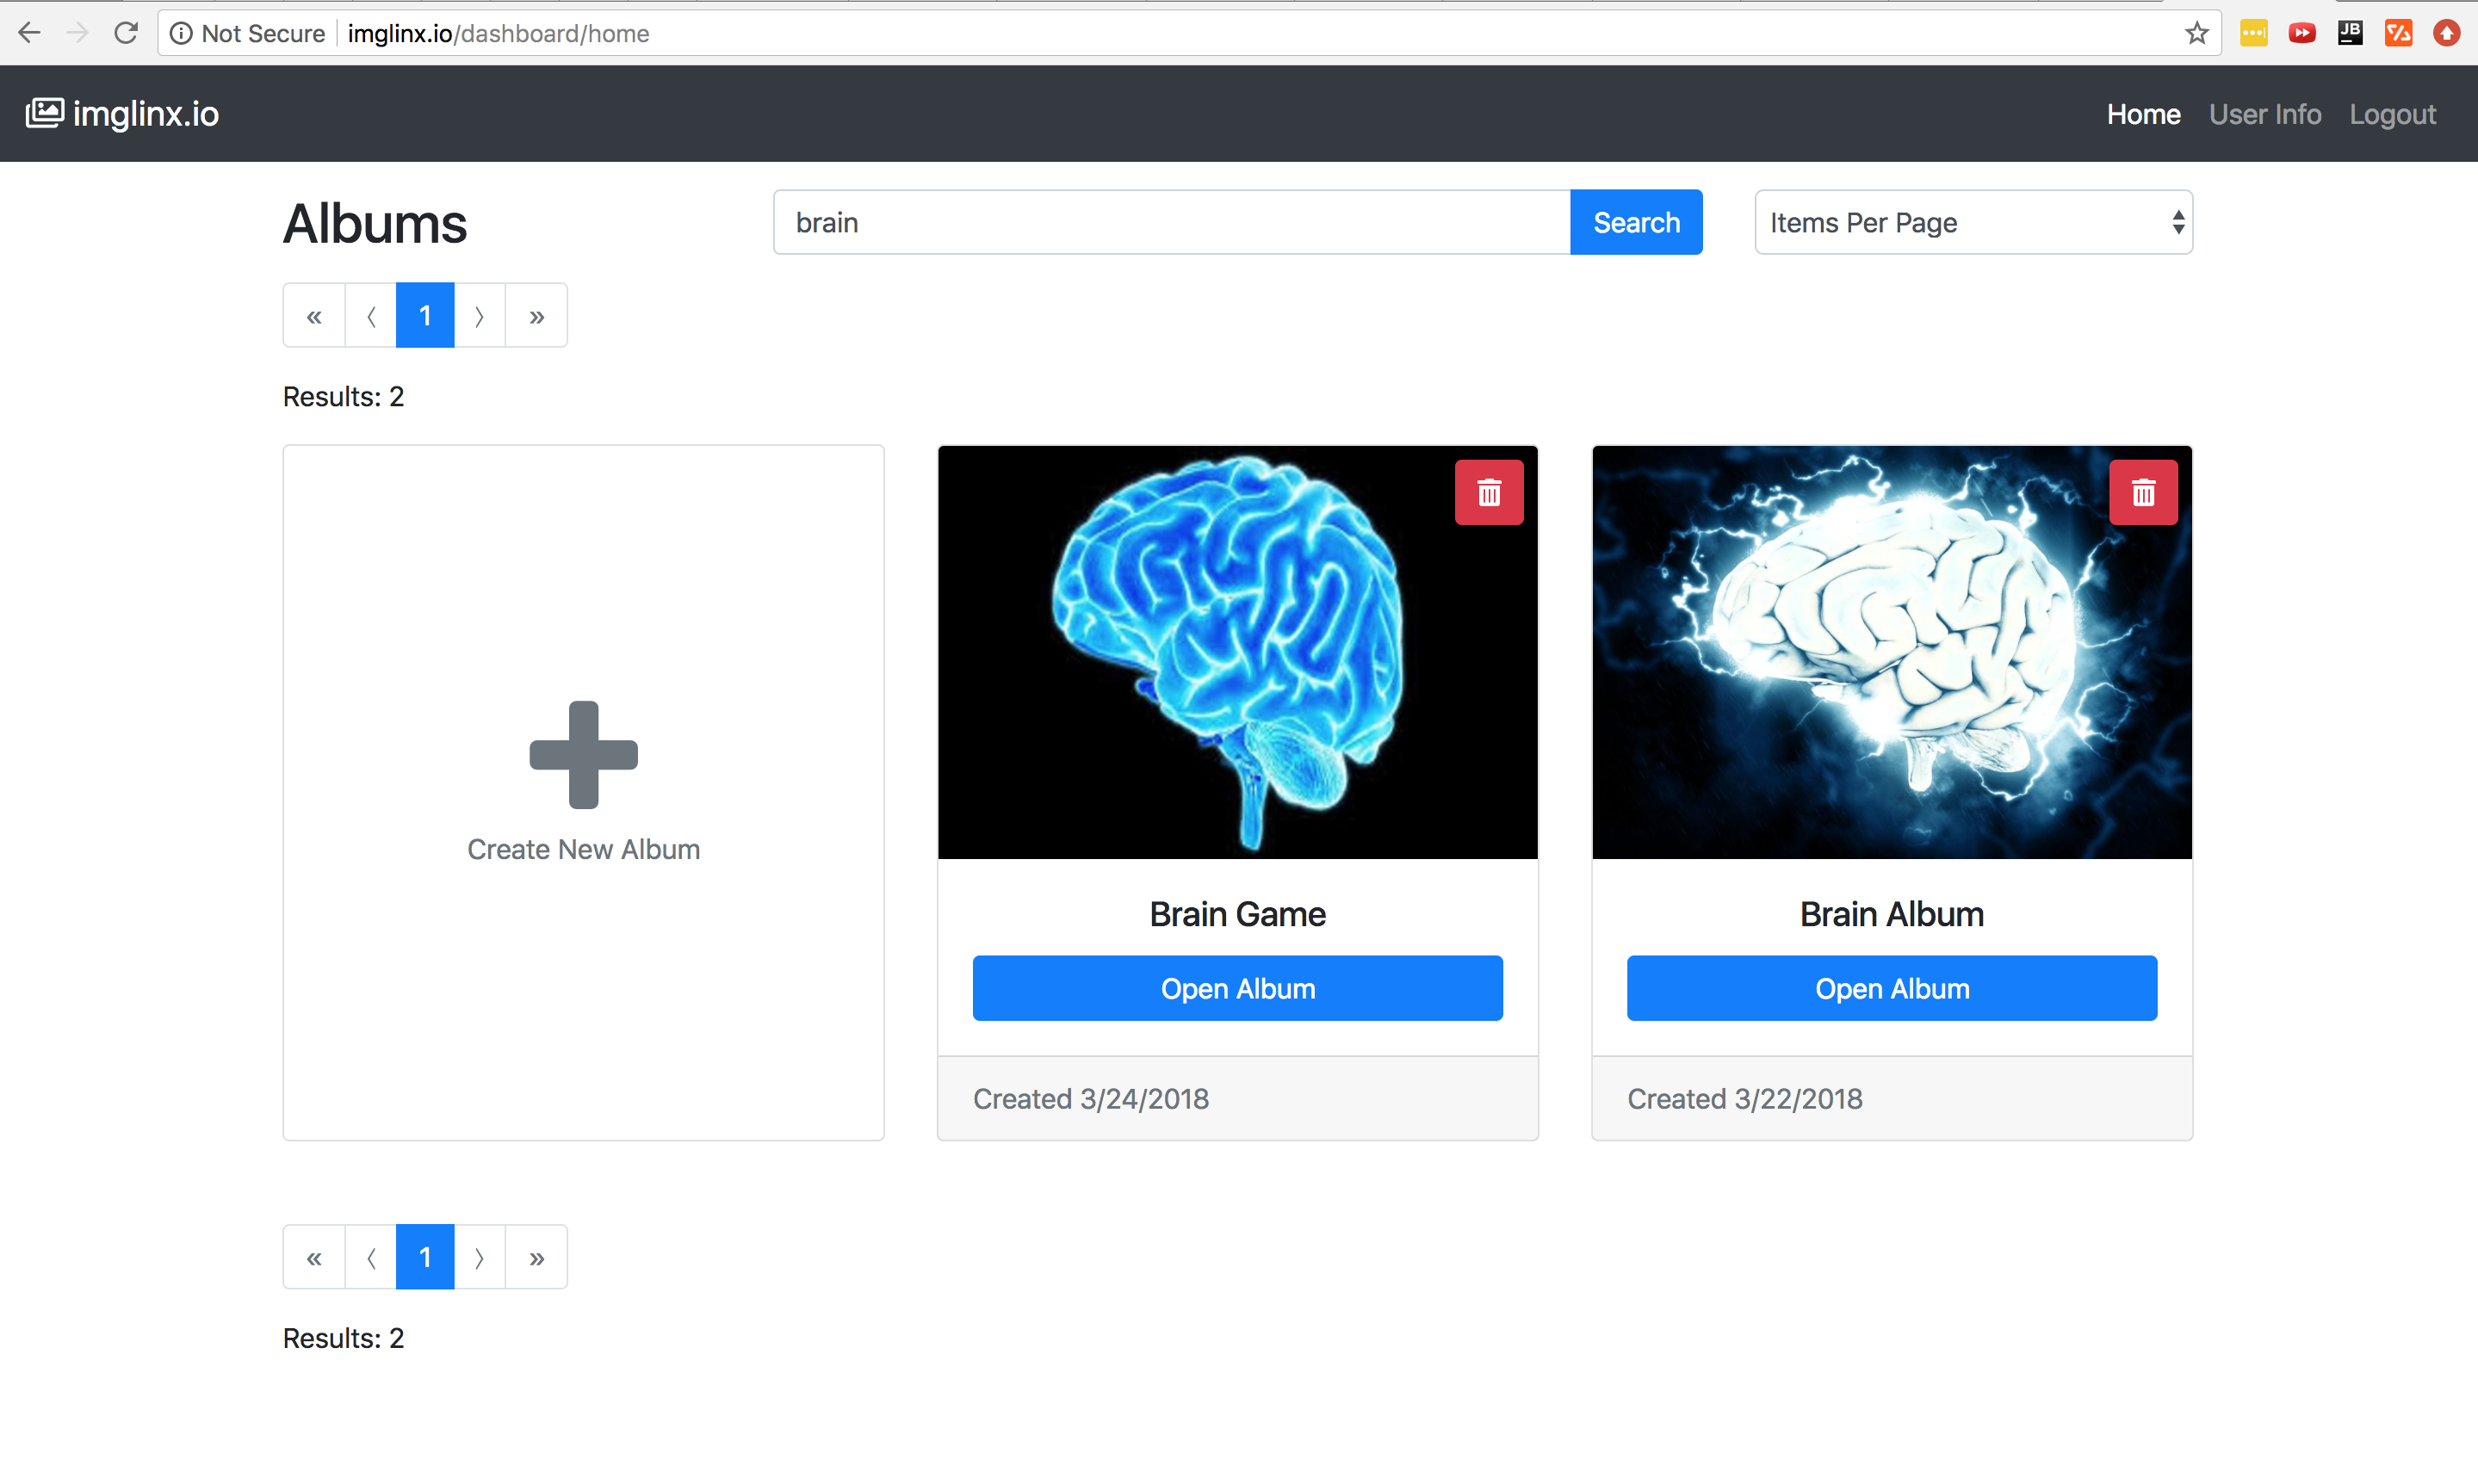 Not Secure imglinx.io/dashboard/home
JB
imglinx.io Home User Info Logout
Albums brain Search Items Per Page
« 〈 1 〉 »
Results: 2
Create New Album
Brain Game
Open Album
Created 3/24/2018
Brain Album
Open Album
Created 3/22/2018
« 〈 1 〉 »
Results: 2